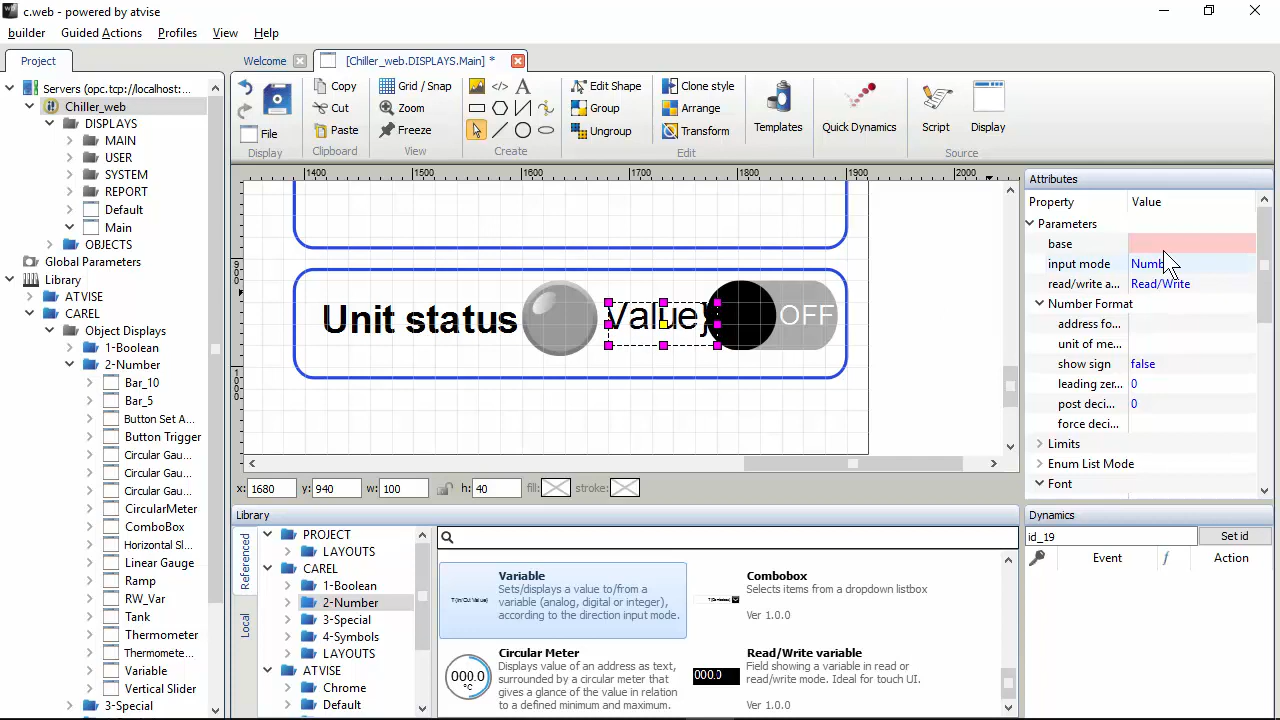 c.web - powered by atvise
builder Guided Actions Profiles View Help
Project
Welcome
[Chiller_web.DISPLAYS.Main] *
Servers (opc.tcp://localhost:...
Chiller_web
DISPLAYS
MAIN
USER
SYSTEM
REPORT
Default
Main
OBJECTS
Global Parameters
Library
ATVISE
CAREL
Object Displays
1-Boolean
2-Number
Bar_10
Bar_5
Button Set A...
Button Trigger
Circular Gau...
Circular Gau...
Circular Gau...
CircularMeter
ComboBox
Horizontal Sl...
Linear Gauge
Ramp
RW_Var
Tank
Thermometer
Thermomete...
Variable
Vertical Slider
3-Special
File
Display
Copy
Cut
Paste
Clipboard
Grid / Snap
Zoom
Freeze
View
Create
Edit Shape
Group
Ungroup
Clone style
Arrange
Transform
Edit
Templates
Quick Dynamics
Script
Display
Source
1400 1500 1600 1700 1800 1900 2000
900
1000
Unit status
Value)
OFF
x: 1680 y: 940 w: 100 h: 40 fill: stroke:
Attributes
Property Value
Parameters
base
input mode
read/write a... Read/Write
Number Format
address fo...
unit of me...
show sign false
leading zer... 0
post deci... 0
force deci...
Limits
Enum List Mode
Font
Library
Referenced
Local
PROJECT
LAYOUTS
CAREL
1-Boolean
2-Number
3-Special
4-Symbols
LAYOUTS
ATVISE
Chrome
Default
Variable
Sets/displays a value to/from a
variable (analog, digital or integer),
according to the direction input mode.
Combobox
Selects items from a dropdown listbox
Ver 1.0.0
000.0
°C
Circular Meter
Displays value of an address as text,
surrounded by a circular meter that
gives a glance of the value in relation
to a defined minimum and maximum.
000.0
Read/Write variable
Field showing a variable in read or
read/write mode. Ideal for touch UI.
Ver 1.0.0
Dynamics
id_19 Set id
Event Action